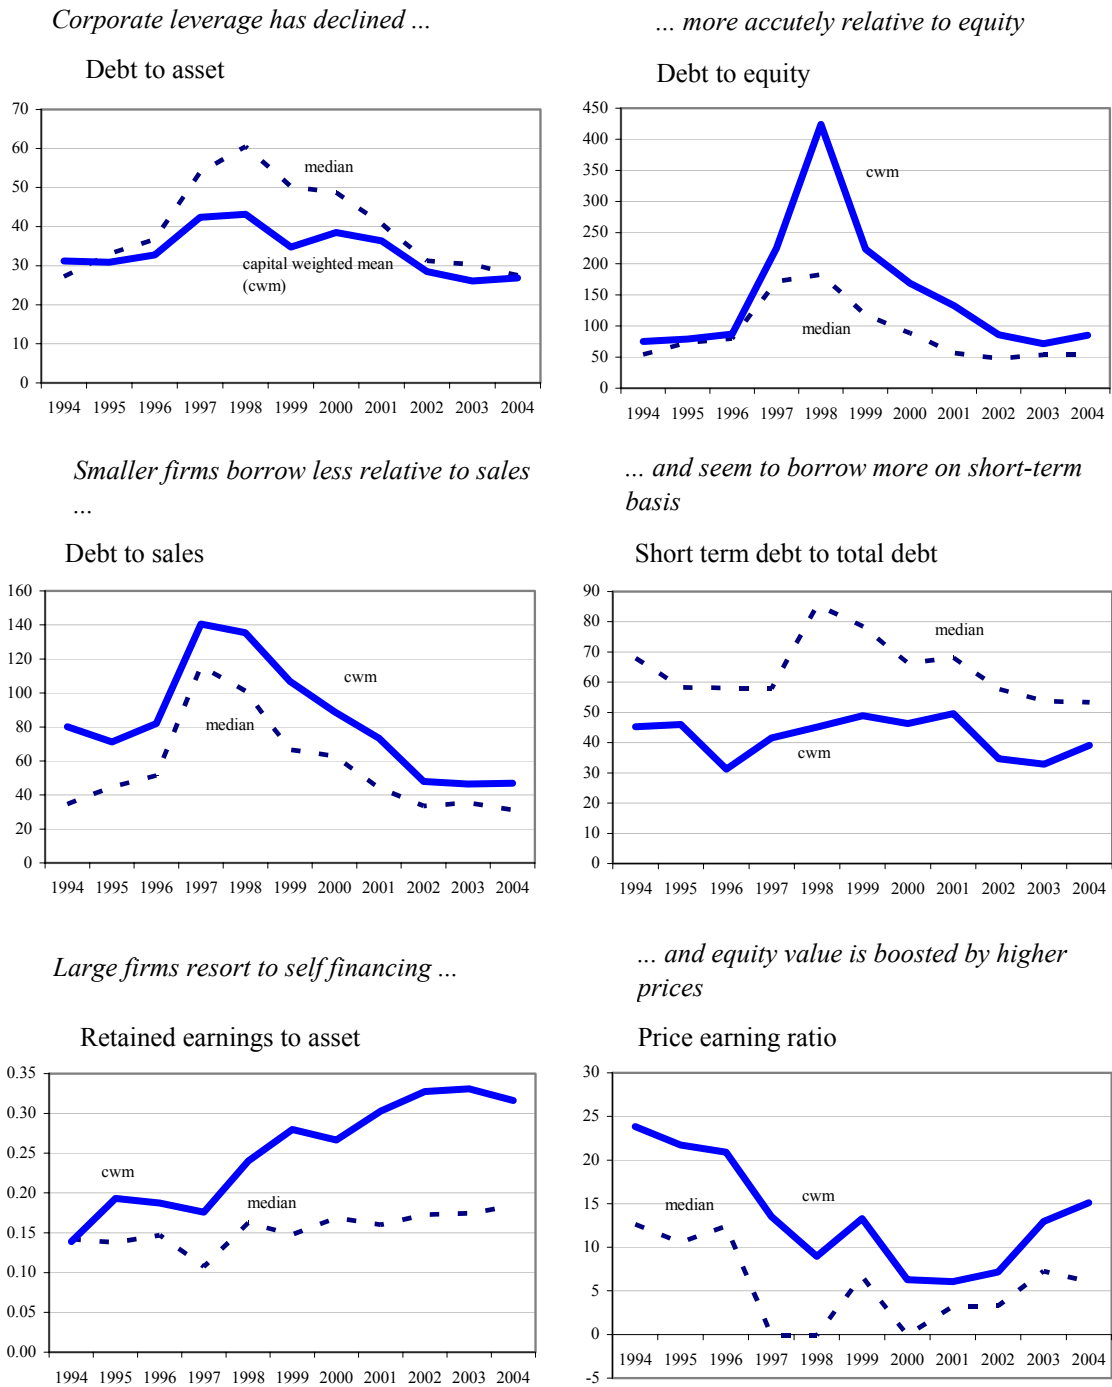 Corporate leverage has declined ...
Debt to asset
70
60
50
40
30
20
10
0
median
capital weighted mean
(cwm)
1994 1995 1996 1997 1998 1999 2000 2001 2002 2003 2004
... more accutely relative to equity
Debt to equity
450
400
350
300
250
200
150
100
50
0
cwm
median
1994 1995 1996 1997 1998 1999 2000 2001 2002 2003 2004
Smaller firms borrow less relative to sales
...
Debt to sales
160
140
120
100
80
60
40
20
0
cwm
median
1994 1995 1996 1997 1998 1999 2000 2001 2002 2003 2004
... and seem to borrow more on short-term
basis
Short term debt to total debt
90
80
70
60
50
40
30
20
10
0
median
cwm
1994 1995 1996 1997 1998 1999 2000 2001 2002 2003 2004
Large firms resort to self financing ...
Retained earnings to asset
0.35
0.30
0.25
0.20
0.15
0.10
0.05
0.00
cwm
median
1994 1995 1996 1997 1998 1999 2000 2001 2002 2003 2004
... and equity value is boosted by higher
prices
Price earning ratio
30
25
20
15
10
5
0
-5
median
cwm
1994 1995 1996 1997 1998 1999 2000 2001 2002 2003 2004